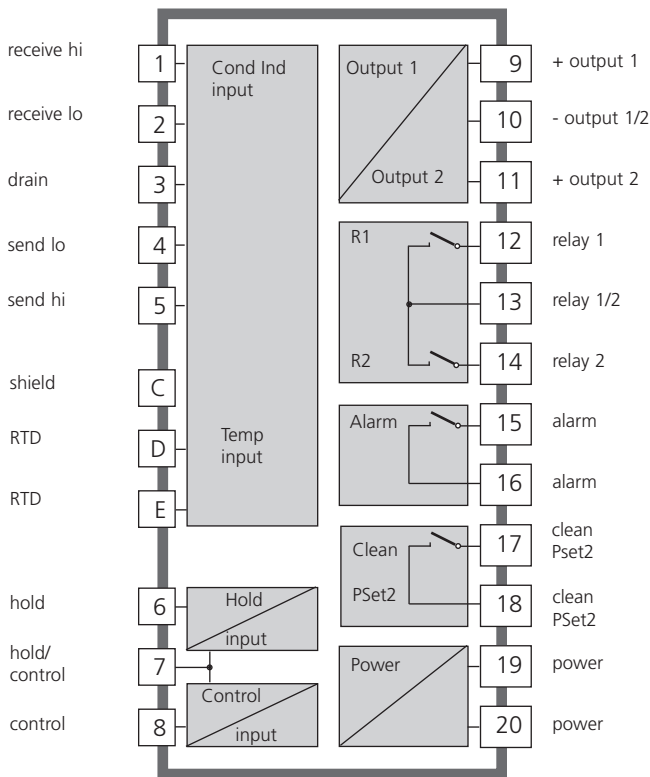 receive hi
1
Cond Ind
input
receive lo
2
drain
3
send lo
4
send hi
5
shield
C
RTD
D
Temp
input
RTD
E
hold
6
Hold
input
hold/
control
7
control
8
Control
input
Output 1
Output 2
9
+ output 1
10
- output 1/2
11
+ output 2
R1
12
relay 1
13
relay 1/2
R2
14
relay 2
Alarm
15
alarm
16
alarm
Clean
PSet2
17
clean
Pset2
18
clean
PSet2
Power
19
power
20
power